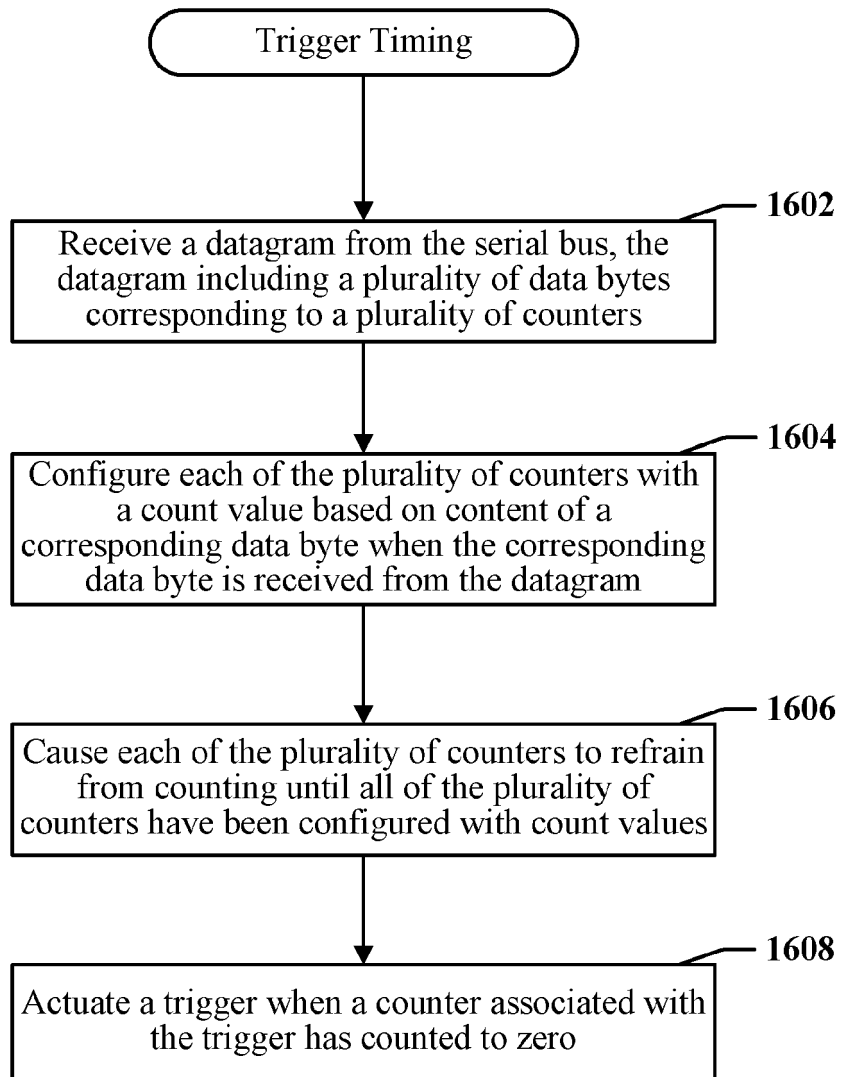 Trigger Timing
1602
Receive a datagram from the serial bus, the
datagram including a plurality of data bytes
corresponding to a plurality of counters
1604
Configure each of the plurality of counters with
a count value based on content of a
corresponding data byte when the corresponding
data byte is received from the datagram
1606
Cause each of the plurality of counters to refrain
from counting until all of the plurality of
counters have been configured with count values
1608
Actuate a trigger when a counter associated with
the trigger has counted to zero